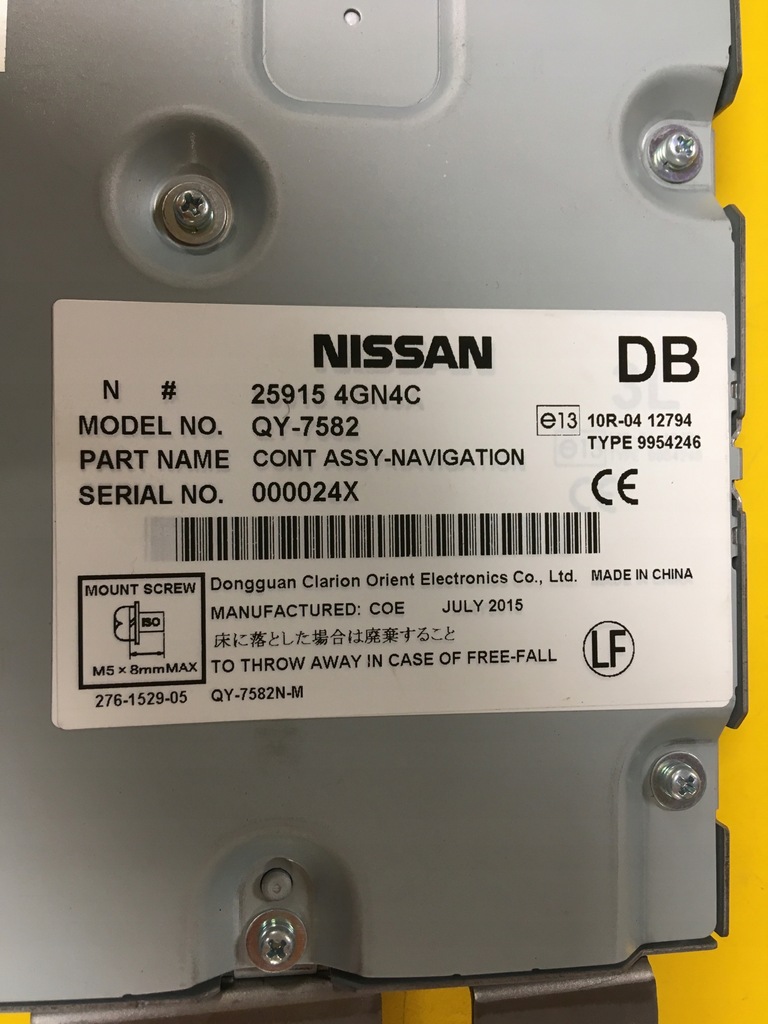 NISSAN
DB
N # 25915 4GN4C
MODEL NO. QY-7582
e13 10R-04 12794
TYPE 9954246
PART NAME CONT ASSY-NAVIGATION
SERIAL NO. 000024X
CE
MOUNT SCREW
ISO
M5 × 8mmMAX
Dongguan Clarion Orient Electronics Co., Ltd. MADE IN CHINA
MANUFACTURED: COE JULY 2015
床に落とした場合は廃棄すること
TO THROW AWAY IN CASE OF FREE-FALL
LF
276-1529-05 QY-7582N-M